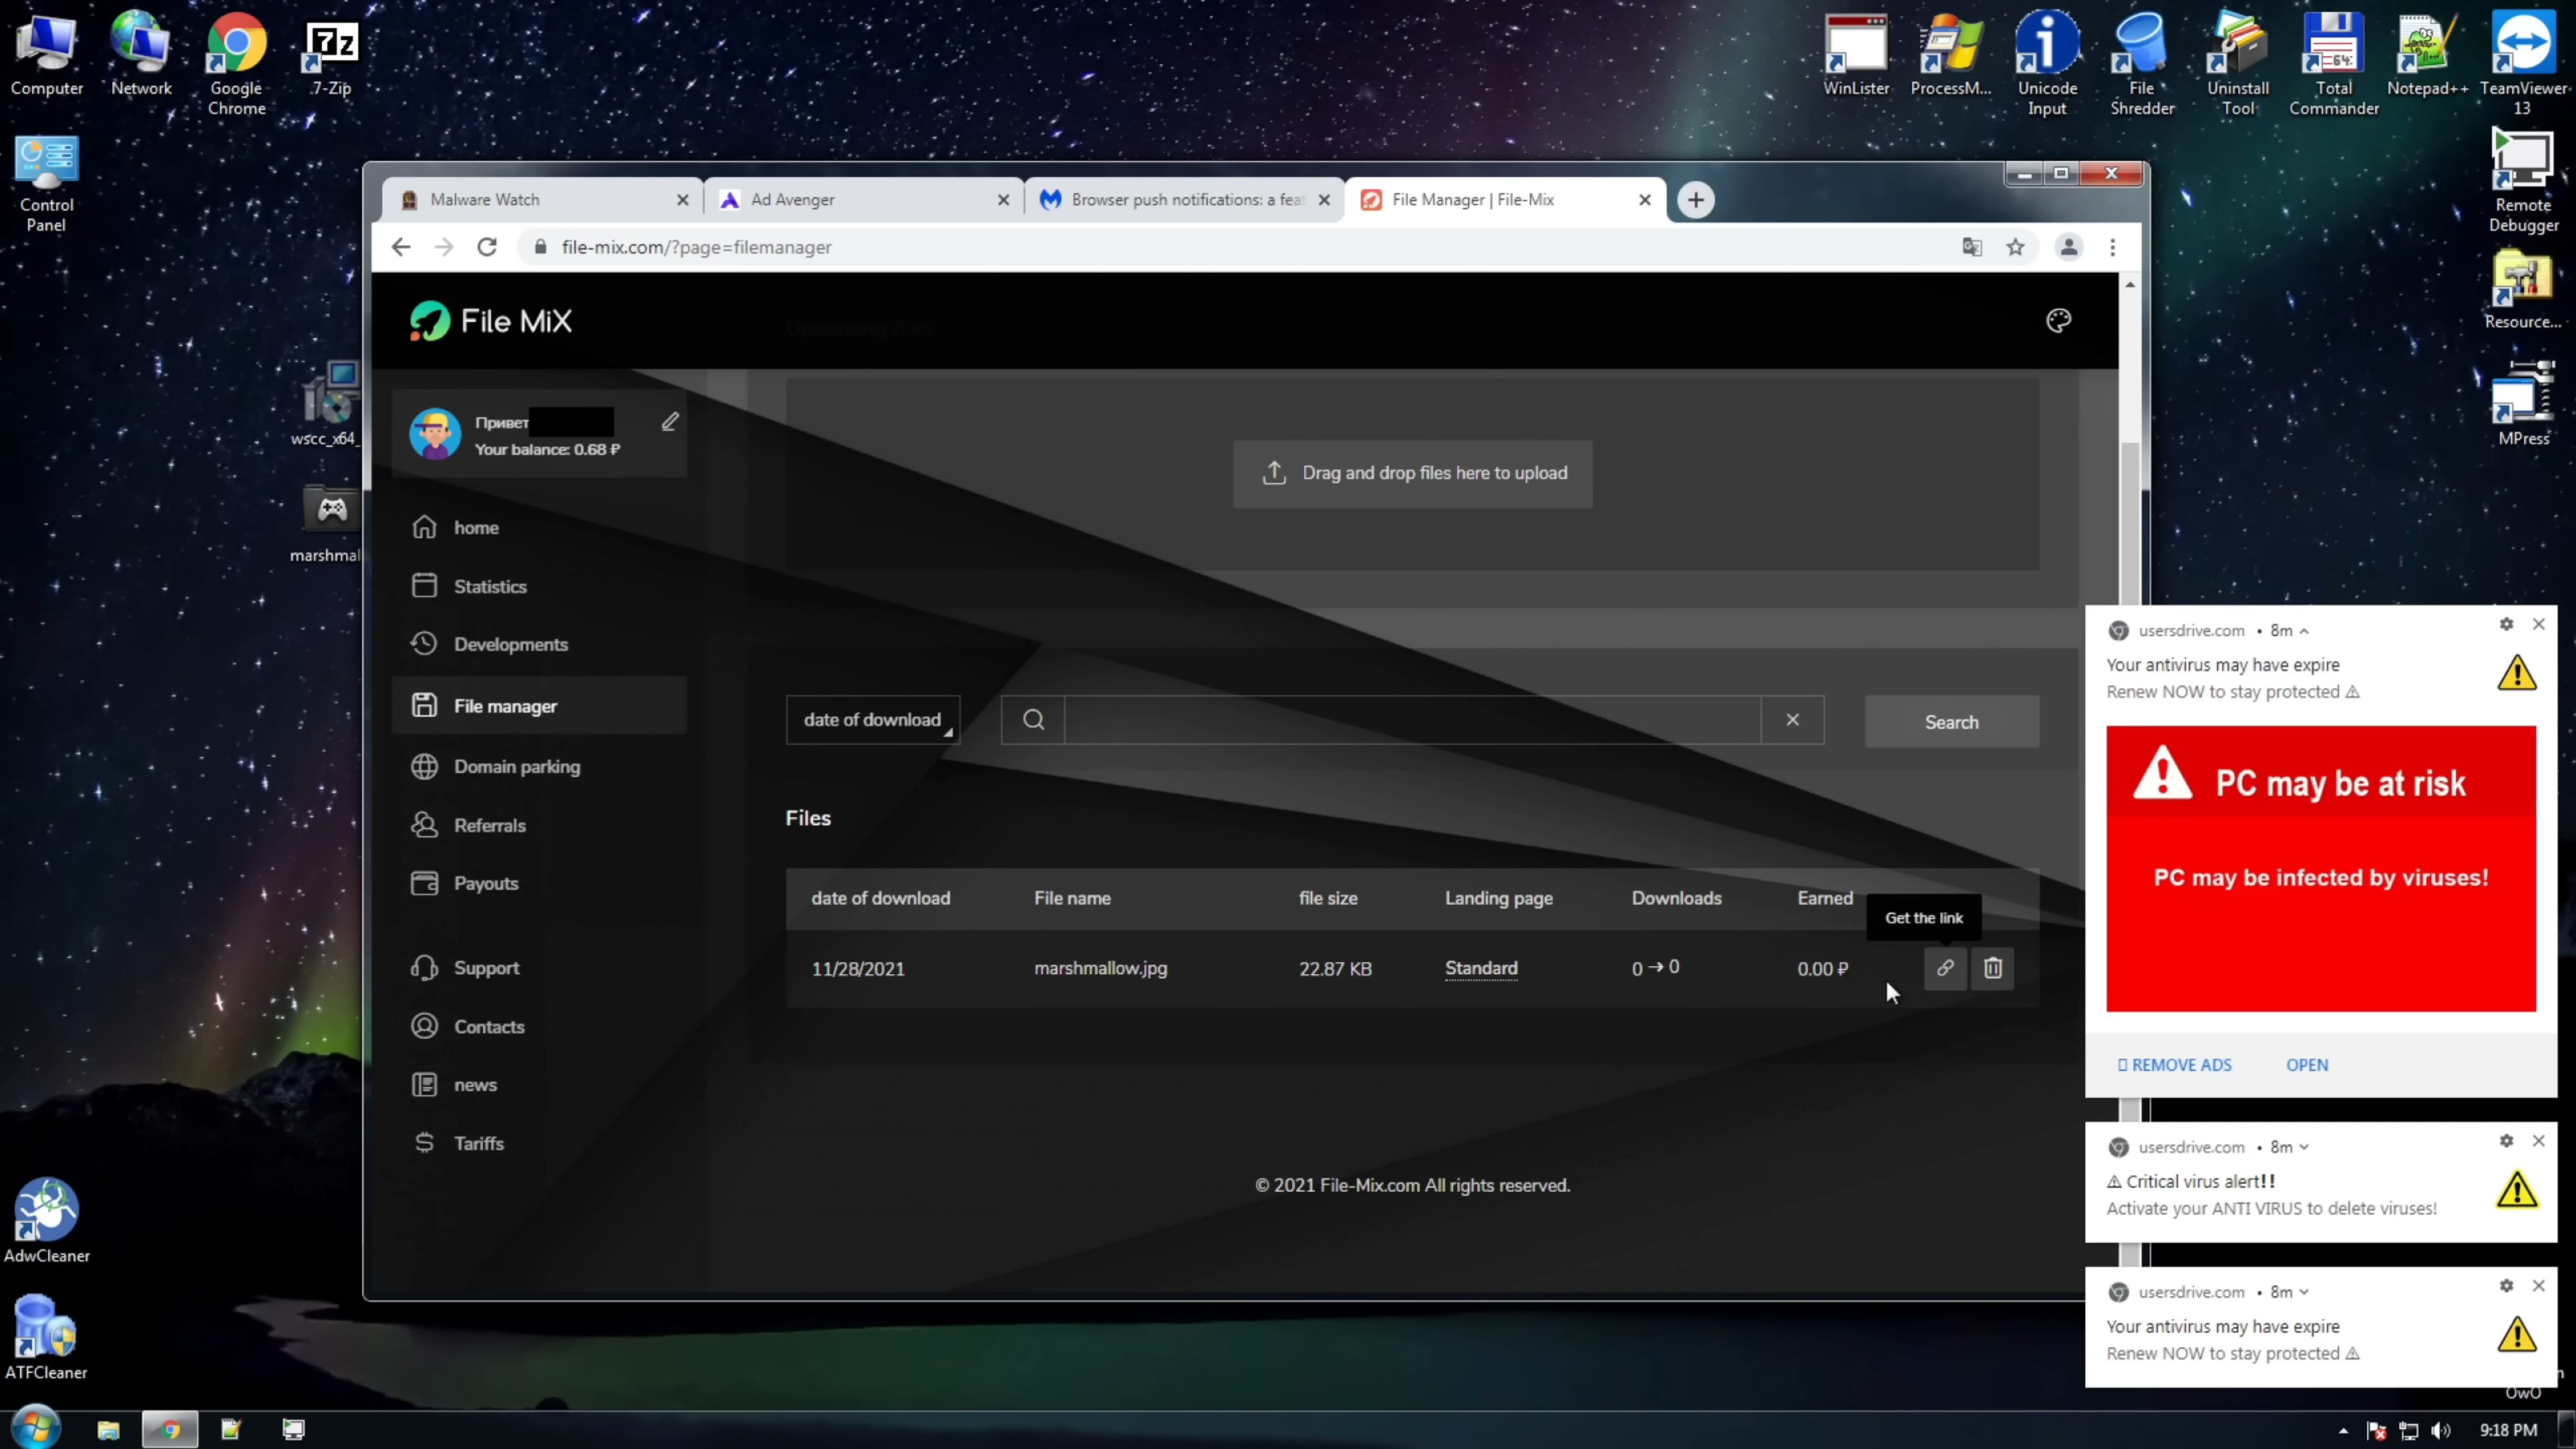 Computer
Network
Google
Chrome
7-Zip
WinLister
ProcessM...
Unicode
Input
File
Shredder
Uninstall
Tool
Total
Commander
Notepad++
TeamViewer
13
Control
Panel
Remote
Debugger
Resource...
MPress
wscc_x64_
marshmal
AdwCleaner
ATFCleaner
Malware Watch
Ad Avenger
Browser push notifications: a fea
File Manager | File-Mix
file-mix.com/?page=filemanager
File MiX
Uploading files
Привет
Your balance: 0.68 ₽
home
Statistics
Developments
File manager
Domain parking
Referrals
Payouts
Support
Contacts
news
Tariffs
Drag and drop files here to upload
date of download
Search
Files
date of download File name file size Landing page Downloads Earned
Get the link
11/28/2021 marshmallow.jpg 22.87 KB Standard 0 → 0 0.00 ₽
© 2021 File-Mix.com All rights reserved.
usersdrive.com • 8m
Your antivirus may have expire
Renew NOW to stay protected ⚠
PC may be at risk
PC may be infected by viruses!
REMOVE ADS OPEN
usersdrive.com • 8m
⚠ Critical virus alert!!
Activate your ANTI VIRUS to delete viruses!
usersdrive.com • 8m
Your antivirus may have expire
Renew NOW to stay protected ⚠
OwO
9:18 PM